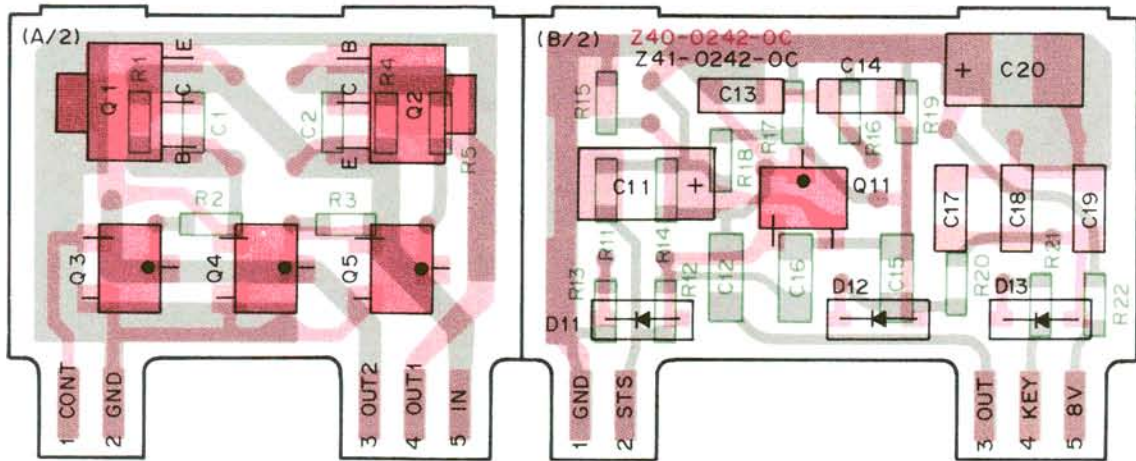 (A/2)
Q1
R1
E
C
B
C1
C2
B
C
E
R4
Q2
R5
R2
R3
Q3
Q4
Q5
1 CONT
2 GND
3 OUT2
4 OUT1
5 IN
(B/2)
Z40-0242-0C
Z41-0242-0C
R15
C13
R17
C14
R16
R19
+ C20
C11 +
R18
Q11
R11
R14
C17
C18
C19
R13
R12
C12
C16
C15
R20
R21
R22
D11
D12
D13
1 GND
2 STS
3 OUT
4 KEY
5 8V